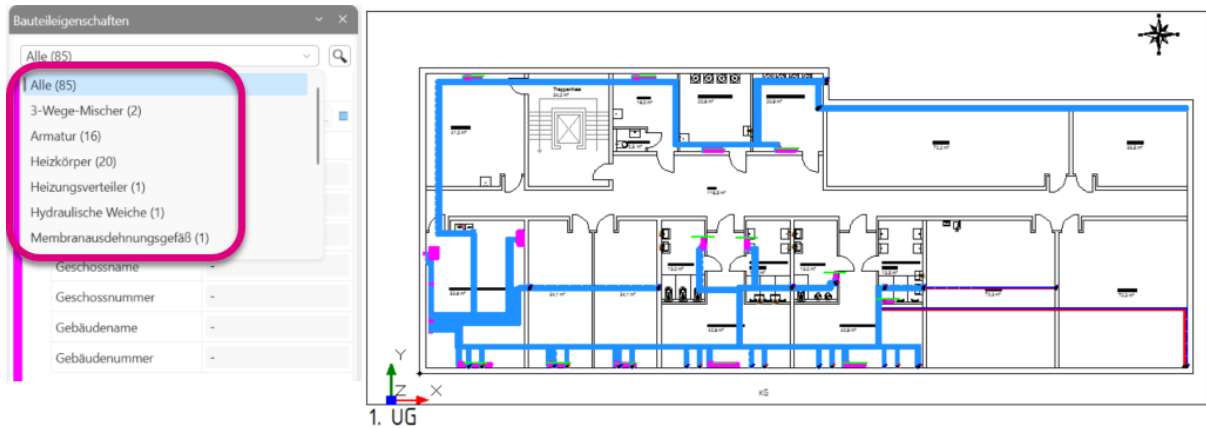 Bauteileigenschaften
Alle (85)
Alle (85)
3-Wege-Mischer (2)
Armatur (16)
Heizkörper (20)
Heizungsverteiler (1)
Hydraulische Weiche (1)
Membranausdehnungsgefäß (1)
Geschossname -
Geschossnummer -
Gebäudename -
Gebäudenummer -
Treppenhaus
Y
Z X
KG
1. UG